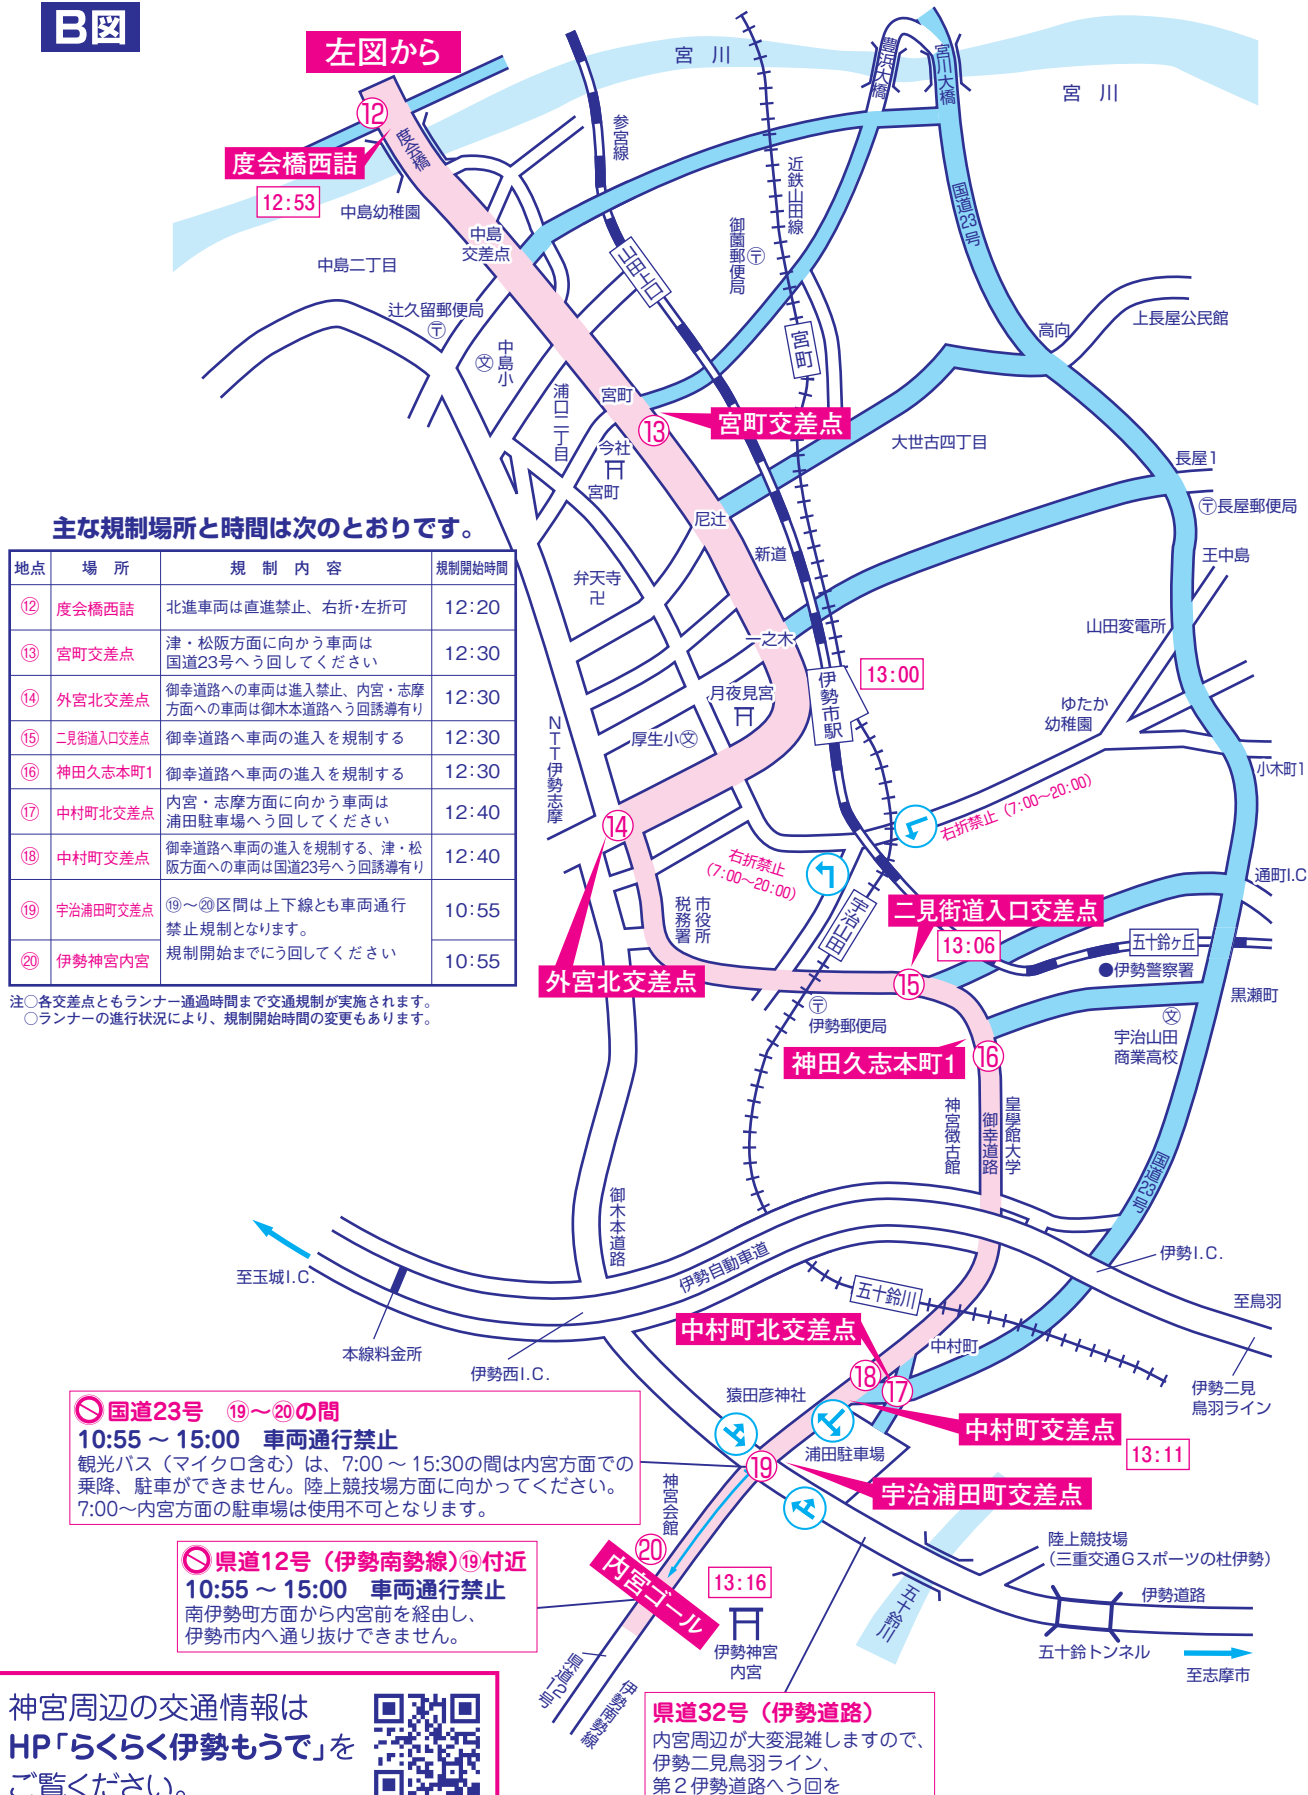 B図
左図から
宮 川
宮 川
豊浜大橋
宮川大橋
⑫
度会橋
度会橋西詰
12:53
参宮線
近鉄山田線
国道23号
中島幼稚園
中島
交差点
中島二丁目
御薗郵便局
〒
山田上口
辻久留郵便局
〒
文
中島小
宮町
高向
上長屋公民館
浦口二丁目
宮町
⑬
宮町交差点
今社
宮町
大世古四丁目
長屋1
〒長屋郵便局
尼辻
新道
王中島
弁天寺
卍
一之木
山田変電所
主な規制場所と時間は次のとおりです。
地点 場 所 規 制 内 容 規制開始時間
⑫ 度会橋西詰 北進車両は直進禁止、右折・左折可 12:20
⑬ 宮町交差点 津・松阪方面に向かう車両は
国道23号へう回してください 12:30
⑭ 外宮北交差点 御幸道路への車両は進入禁止、内宮・志摩
方面への車両は御木本道路へう回誘導有り 12:30
⑮ 二見街道入口交差点 御幸道路へ車両の進入を規制する 12:30
⑯ 神田久志本町1 御幸道路へ車両の進入を規制する 12:30
⑰ 中村町北交差点 内宮・志摩方面に向かう車両は
浦田駐車場へう回してください 12:40
⑱ 中村町交差点 御幸道路へ車両の進入を規制する、津・松
阪方面への車両は国道23号へう回誘導有り 12:40
⑲ 宇治浦田町交差点 ⑲〜⑳区間は上下線とも車両通行
禁止規制となります。 10:55
⑳ 伊勢神宮内宮 規制開始までにう回してください 10:55
注○各交差点ともランナー通過時間まで交通規制が実施されます。
○ランナーの進行状況により、規制開始時間の変更もあります。
伊勢市駅
13:00
月夜見宮
厚生小文
NTT伊勢志摩
ゆたか
幼稚園
小木町1
⑭
右折禁止(7:00〜20:00)
右折禁止
(7:00〜20:00)
通町I.C
宇治山田
市役所
税務署
二見街道入口交差点
13:06
五十鈴ヶ丘
●伊勢警察署
外宮北交差点
⑮
〒
伊勢郵便局
黒瀬町
文
宇治山田
商業高校
神田久志本町1
⑯
神宮徴古館
御幸道路
皇學館大学
国道23号
御木本道路
伊勢自動車道
至玉城I.C.
伊勢I.C.
至鳥羽
五十鈴川
本線料金所
伊勢西I.C.
中村町北交差点
中村町
⑱
⑰
伊勢二見
鳥羽ライン
猿田彦神社
中村町交差点
13:11
浦田駐車場
⑲
宇治浦田町交差点
国道23号 ⑲〜⑳の間
10:55 〜 15:00 車両通行禁止
観光バス(マイクロ含む)は、7:00 〜 15:30の間は内宮方面での
乗降、駐車ができません。陸上競技場方面に向かってください。
7:00〜内宮方面の駐車場は使用不可となります。
神宮会館
⑳
内宮ゴール
13:16
伊勢神宮
内宮
陸上競技場
(三重交通Gスポーツの杜伊勢)
五十鈴川
伊勢道路
五十鈴トンネル
至志摩市
県道12号(伊勢南勢線)⑲付近
10:55 〜 15:00 車両通行禁止
南伊勢町方面から内宮前を経由し、
伊勢市内へ通り抜けできません。
県道12号
伊勢南勢線
神宮周辺の交通情報は
HP「らくらく伊勢もうで」を
ご覧ください。
県道32号(伊勢道路)
内宮周辺が大変混雑しますので、
伊勢二見鳥羽ライン、
第2伊勢道路へう回を